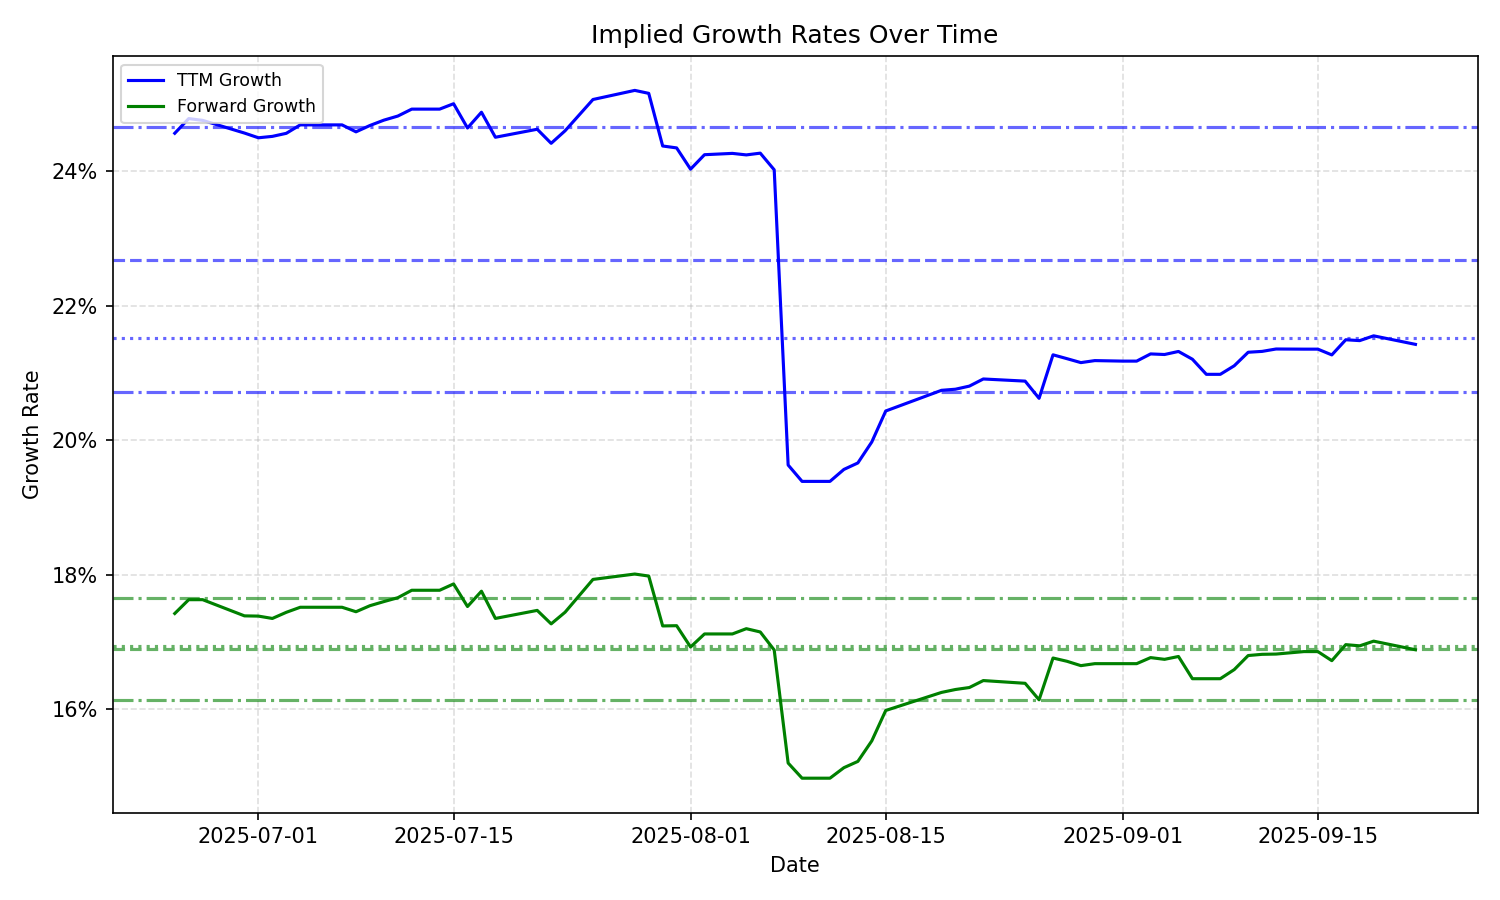 Implied Growth Rates Over Time
TTM Growth
Forward Growth
24%
22%
20%
18%
16%
Growth Rate
2025-07-01
2025-07-15
2025-08-01
2025-08-15
2025-09-01
2025-09-15
Date